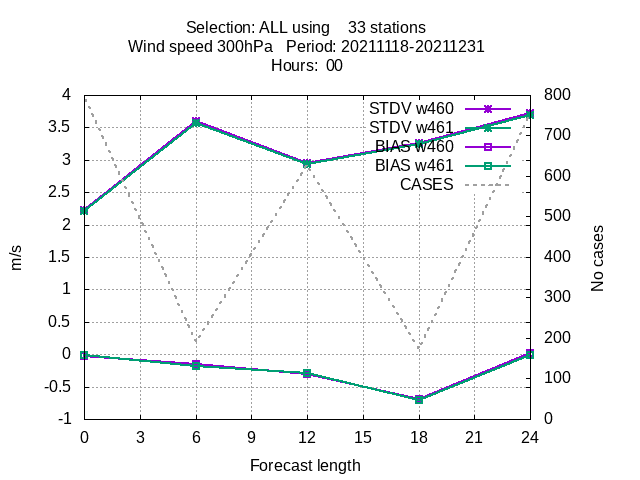 Selection: ALL using 33 stations
Wind speed 300hPa Period: 20211118-20211231
Hours: 00
4 800
STDV w460
3.5 STDV w461 700
BIAS w460
3 BIAS w461 600
CASES
2.5 500
2 400
1.5
1 300
0.5 200
0
-0.5 100
-1 0
m/s
No cases
0 3 6 9 12 15 18 21 24
Forecast length